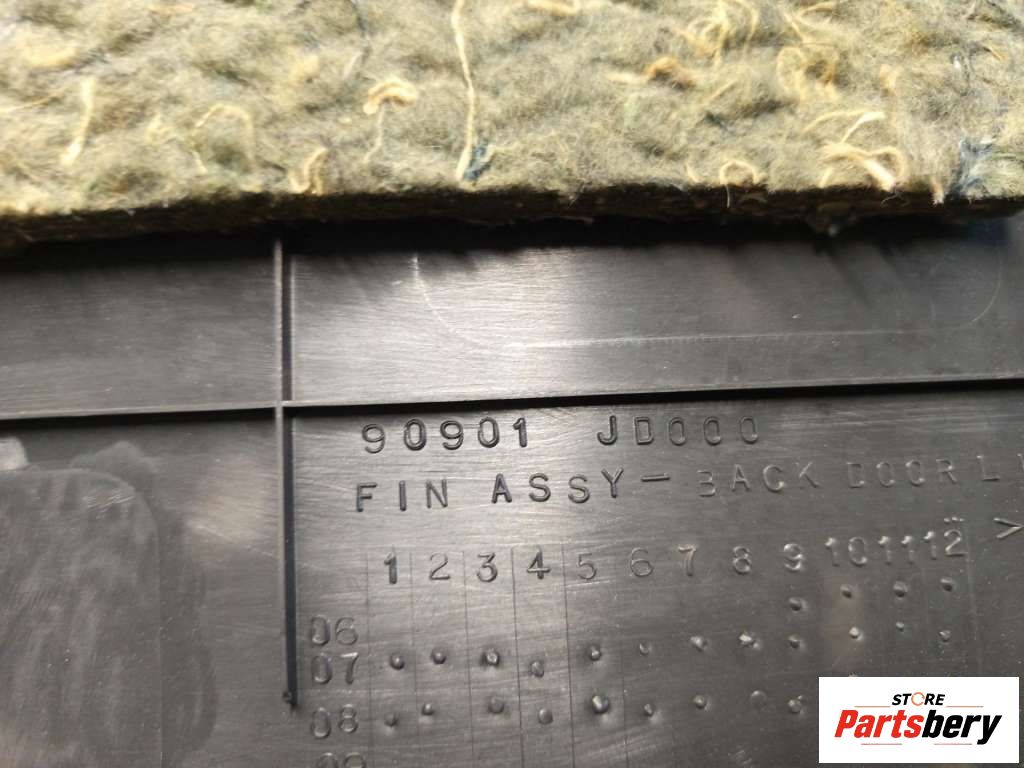 90901 JD000
FIN ASSY - BACK DOOR L
1 2 3 4 5 6 7 8 9 10 11 12
06
07
08
09
STORE
Partsbery